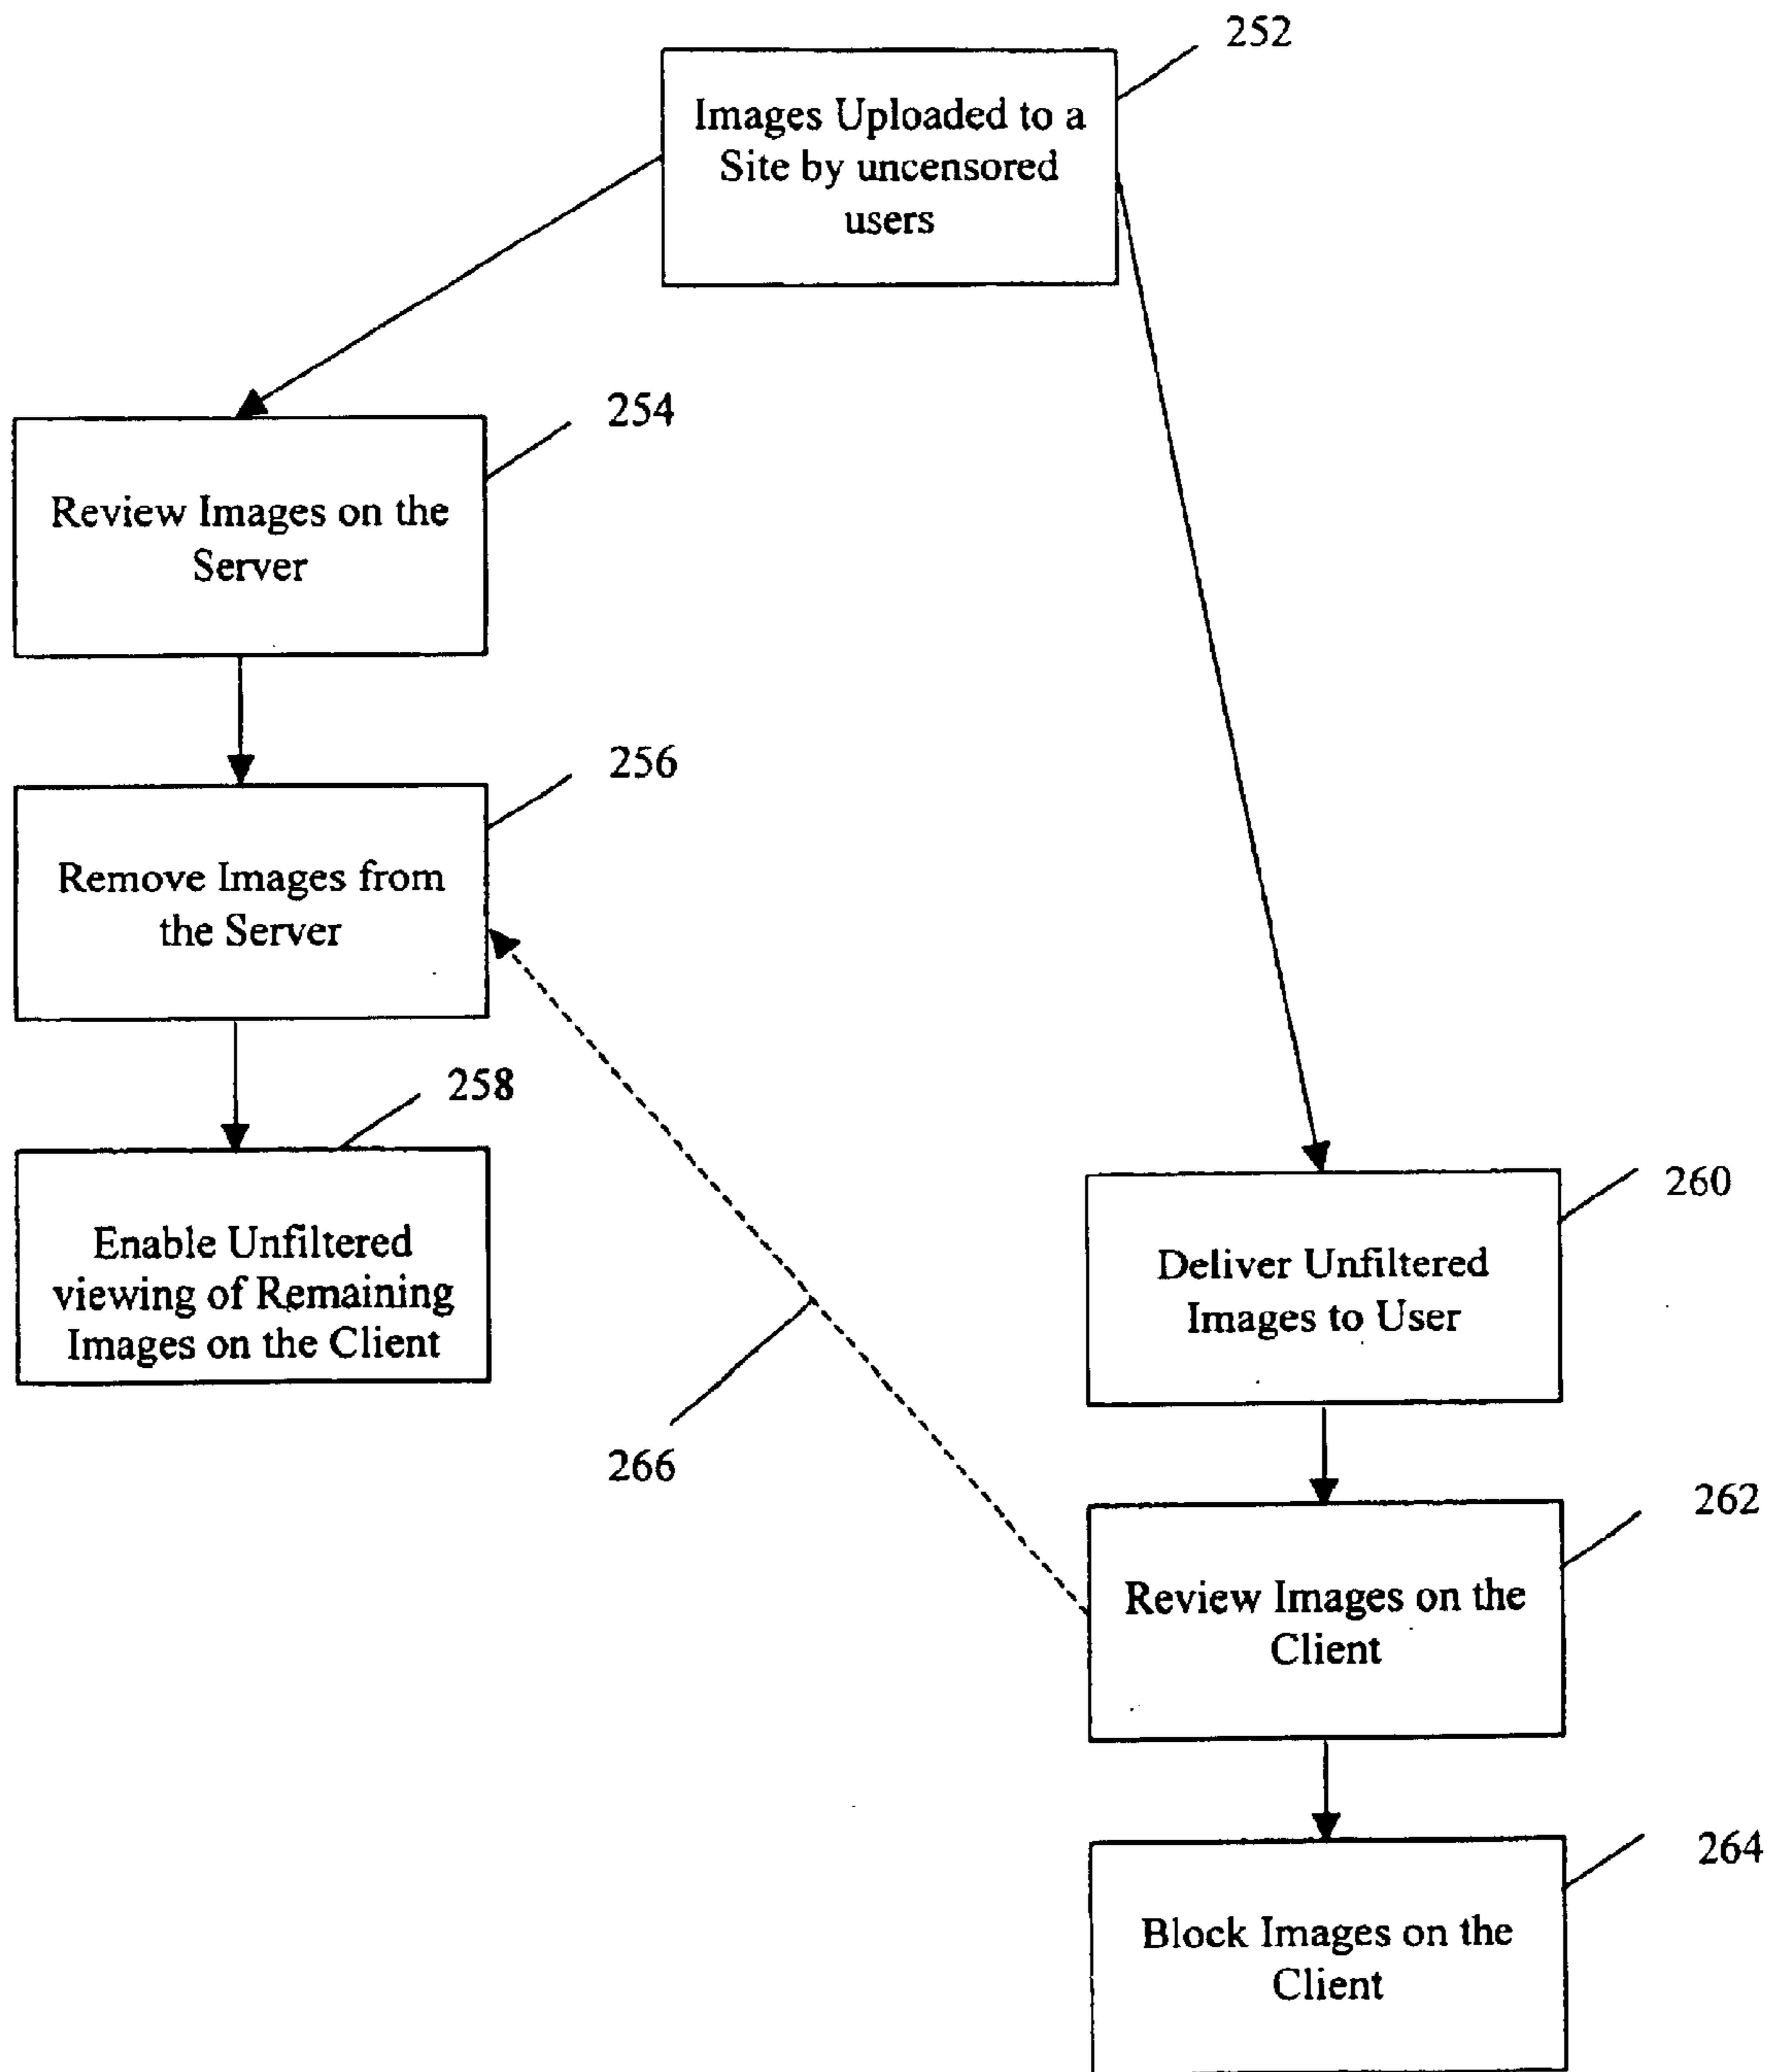 252
Images Uploaded to a
Site by uncensored
users
254
Review Images on the
Server
256
Remove Images from
the Server
258
Enable Unfiltered
viewing of Remaining
Images on the Client
260
Deliver Unfiltered
Images to User
266
262
Review Images on the
Client
264
Block Images on the
Client